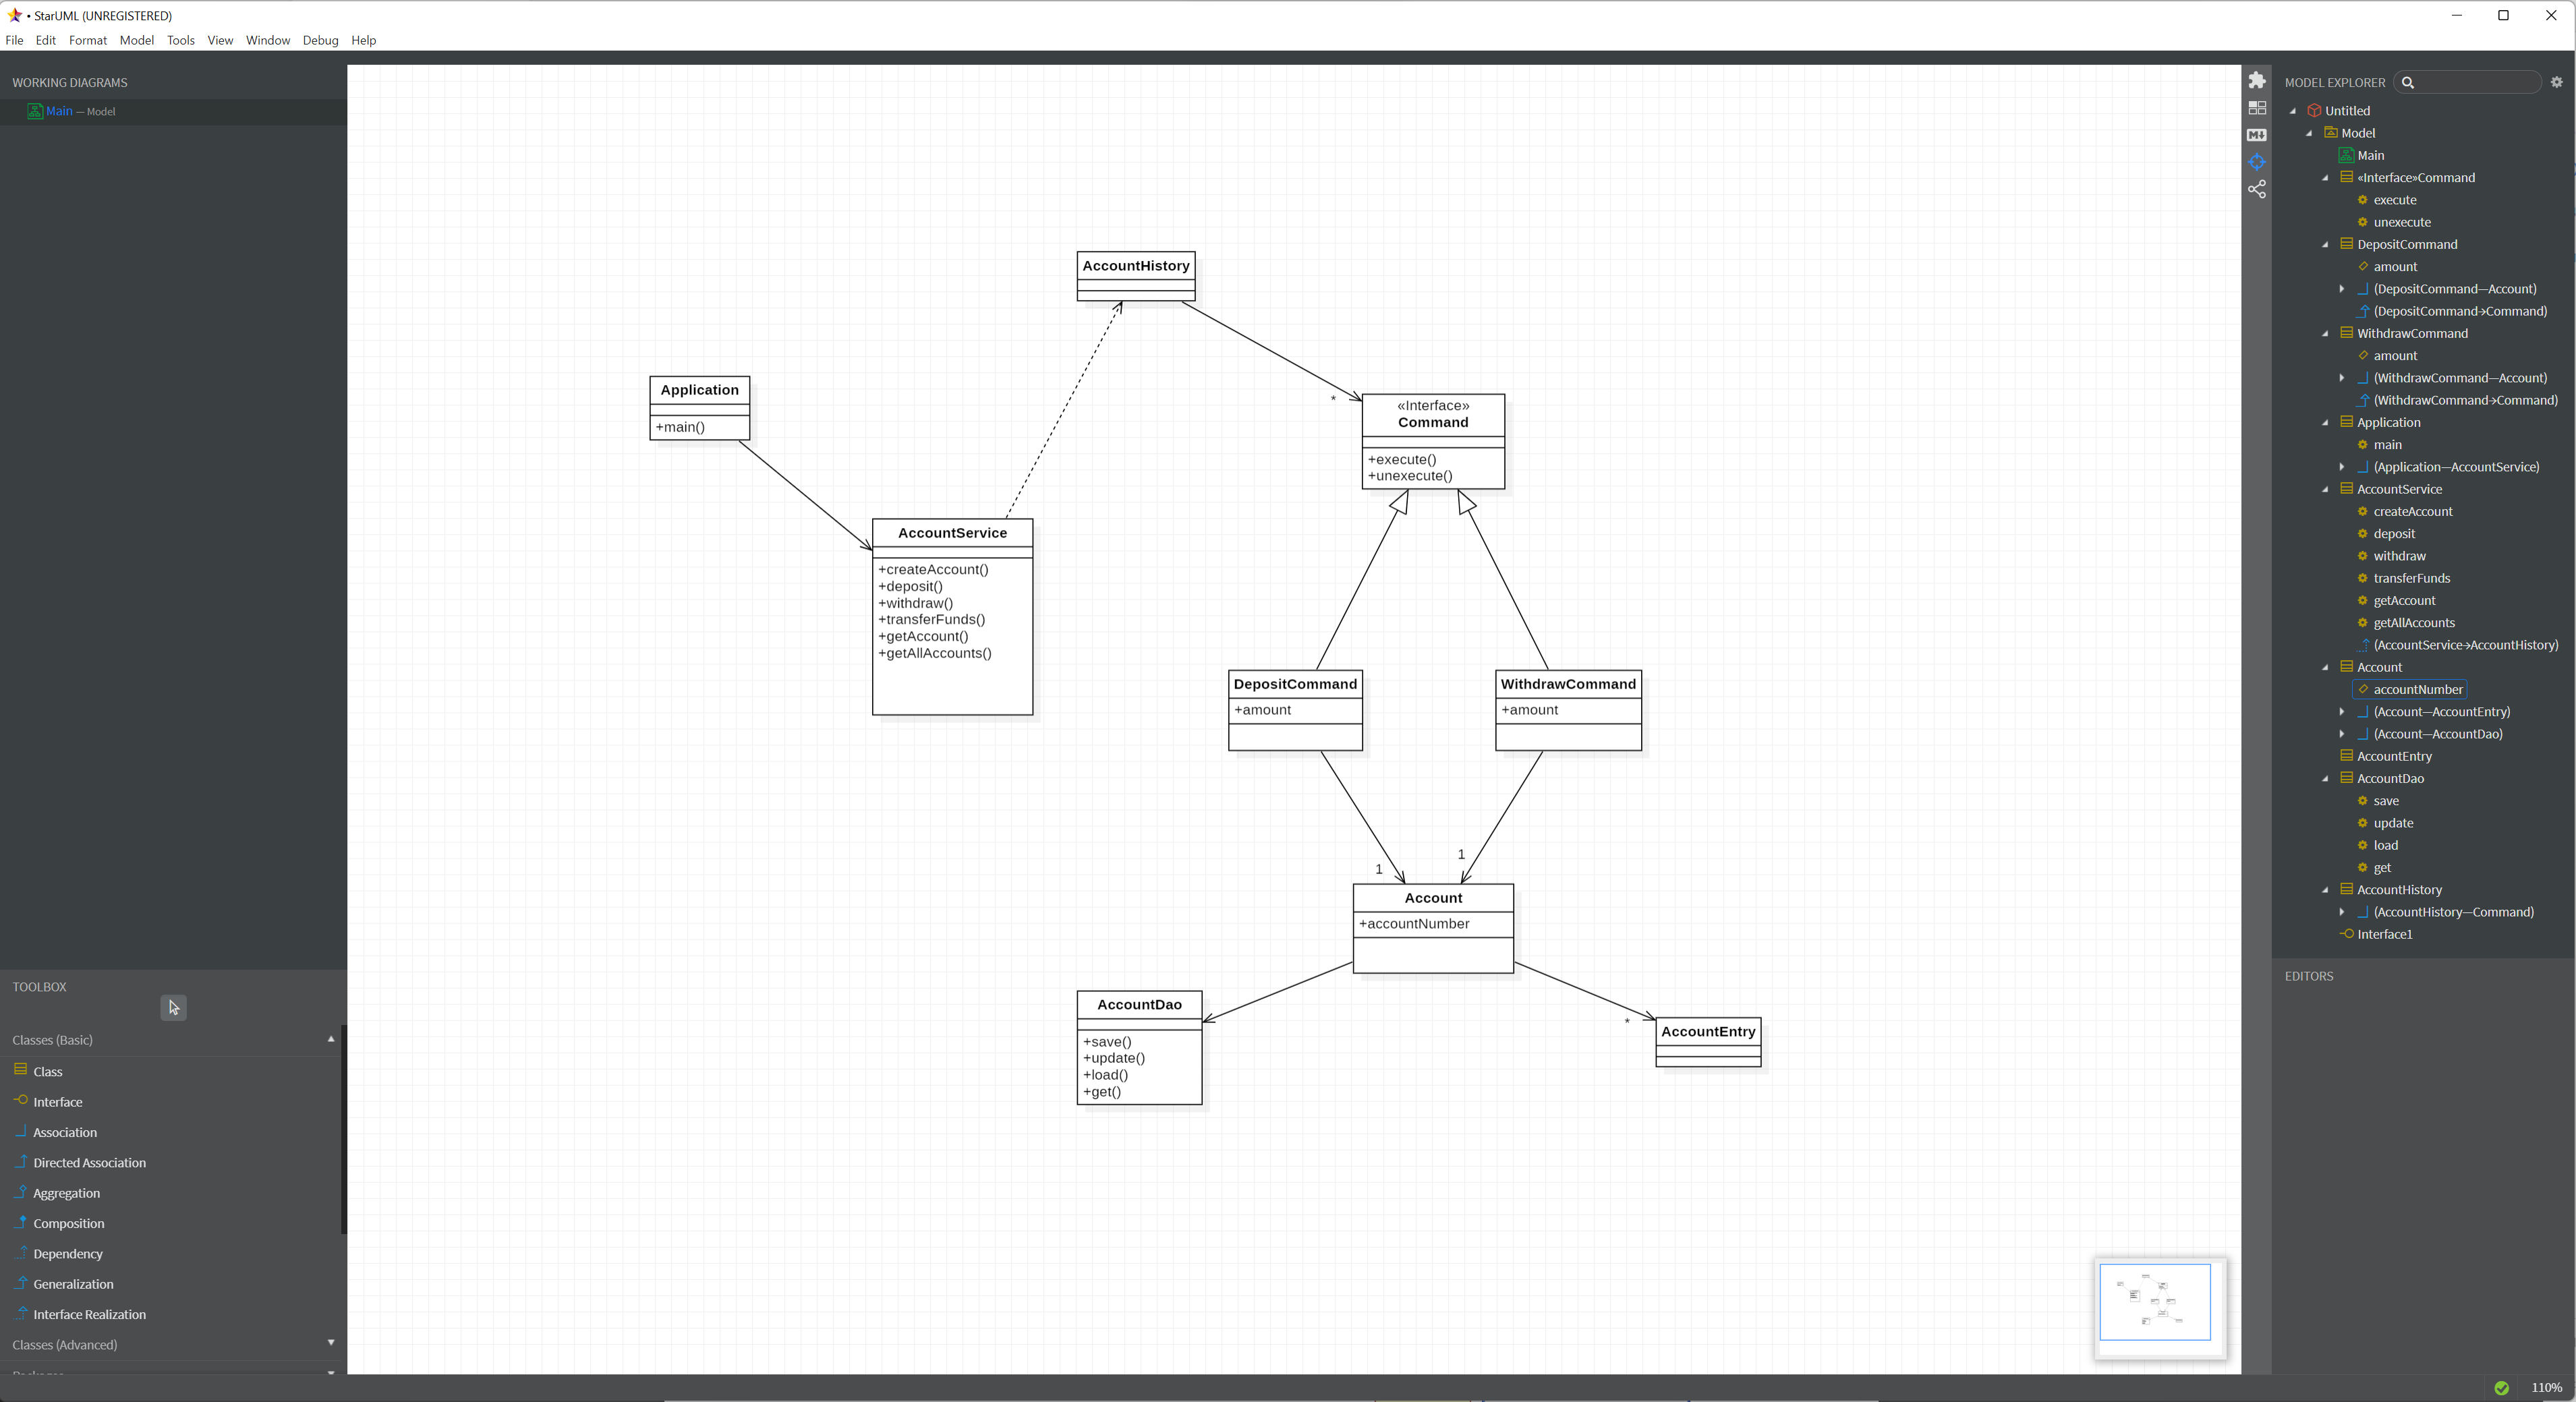 • StarUML (UNREGISTERED)
File Edit Format Model Tools View Window Debug Help
WORKING DIAGRAMS
Main — Model
TOOLBOX
Classes (Basic)
Class
Interface
Association
Directed Association
Aggregation
Composition
Dependency
Generalization
Interface Realization
Classes (Advanced)
AccountHistory
Application
+main()
*
«Interface»
Command
+execute()
+unexecute()
AccountService
+createAccount()
+deposit()
+withdraw()
+transferFunds()
+getAccount()
+getAllAccounts()
DepositCommand
+amount
WithdrawCommand
+amount
1
1
Account
+accountNumber
AccountDao
+save()
+update()
+load()
+get()
*
AccountEntry
MODEL EXPLORER
Untitled
Model
Main
«Interface»Command
execute
unexecute
DepositCommand
amount
(DepositCommand—Account)
(DepositCommand→Command)
WithdrawCommand
amount
(WithdrawCommand—Account)
(WithdrawCommand→Command)
Application
main
(Application—AccountService)
AccountService
createAccount
deposit
withdraw
transferFunds
getAccount
getAllAccounts
(AccountService→AccountHistory)
Account
accountNumber
(Account—AccountEntry)
(Account—AccountDao)
AccountEntry
AccountDao
save
update
load
get
AccountHistory
(AccountHistory—Command)
Interface1
EDITORS
110%